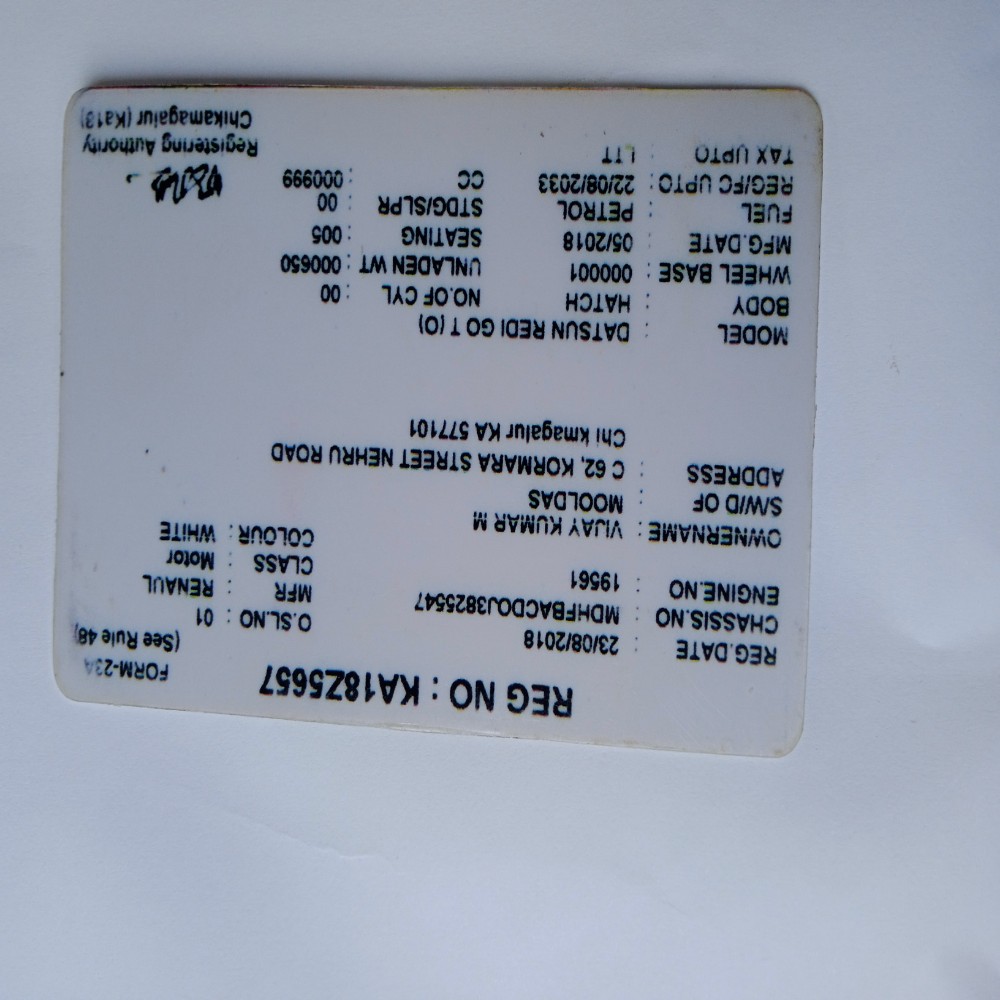 FORM-23A
REG NO : KA18Z5657
(See Rule 48)
REG.DATE : 23/08/2018 O.SL.NO : 01
CHASSIS.NO : MDHFBACDOJ3825547 MFR : RENAUL
ENGINE.NO : 19561 CLASS : Motor
OWNERNAME : VIJAY KUMAR M COLOUR : WHITE
S/W/D OF : MOOLDAS
ADDRESS : C 62, KORMARA STREET NEHRU ROAD
Chi kmagalur KA 577101
MODEL : DATSUN REDI GO T (O)
BODY : HATCH NO.OF CYL : 00
WHEEL BASE : 000001 UNLADEN WT : 000650
MFG.DATE : 05/2018 SEATING : 005
FUEL : PETROL STDG/SLPR : 00
REG/FC UPTO : 22/08/2033 CC : 000999
TAX UPTO : LTT
Registering Authority
Chikamagalur (Ka18)